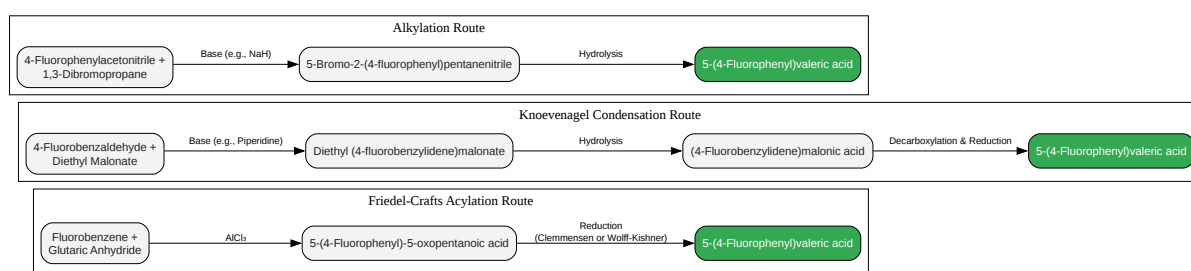 Alkylation Route
4-Fluorophenylacetonitrile +
1,3-Dibromopropane
Base (e.g., NaH)
5-Bromo-2-(4-fluorophenyl)pentanenitrile
Hydrolysis
5-(4-Fluorophenyl)valeric acid
Knoevenagel Condensation Route
4-Fluorobenzaldehyde +
Diethyl Malonate
Base (e.g., Piperidine)
Diethyl (4-fluorobenzylidene)malonate
Hydrolysis
(4-Fluorobenzylidene)malonic acid
Decarboxylation & Reduction
5-(4-Fluorophenyl)valeric acid
Friedel-Crafts Acylation Route
Fluorobenzene +
Glutaric Anhydride
AlCl₃
5-(4-Fluorophenyl)-5-oxopentanoic acid
Reduction
(Clemmensen or Wolff-Kishner)
5-(4-Fluorophenyl)valeric acid